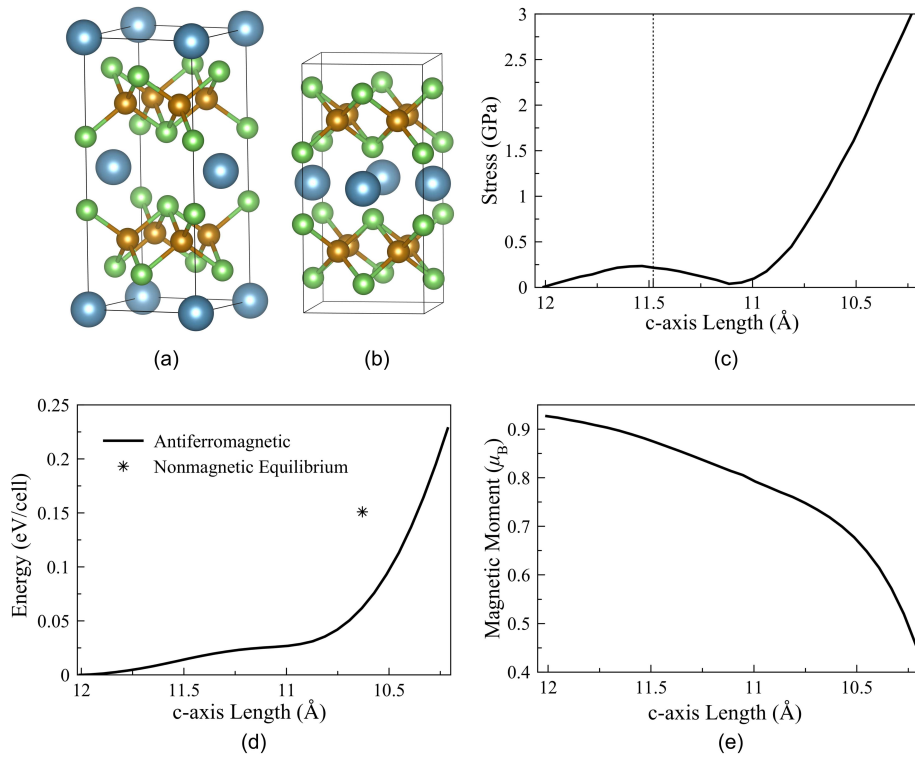 (a)
(b)
Stress (GPa)
3
2.5
2
1.5
1
0.5
0
12
11.5
11
10.5
c-axis Length (Å)
(c)
Energy (eV/cell)
0.25
0.2
0.15
0.1
0.05
0
Antiferromagnetic
Nonmagnetic Equilibrium
12
11.5
11
10.5
c-axis Length (Å)
(d)
Magnetic Moment (μB)
0.9
0.8
0.7
0.6
0.5
0.4
12
11.5
11
10.5
c-axis Length (Å)
(e)